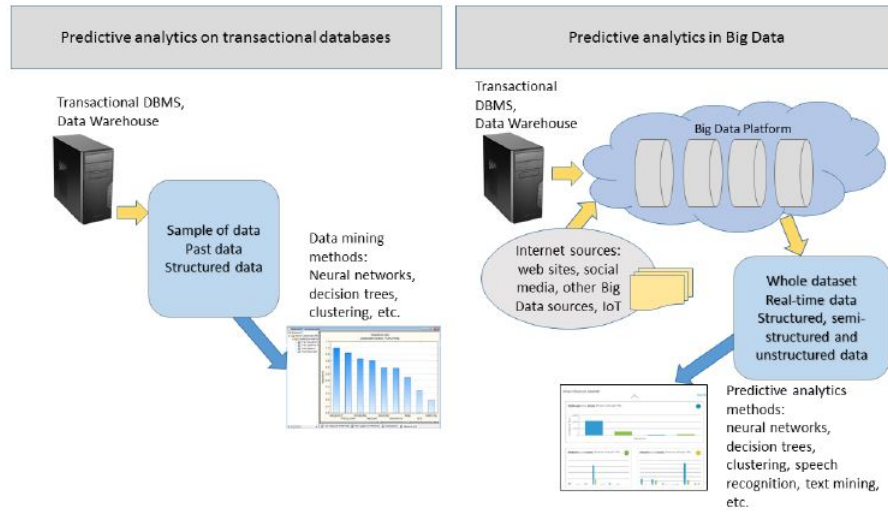 Predictive analytics on transactional databases
Transactional DBMS,
Data Warehouse
Sample of data
Past data
Structured data
Data mining
methods:
Neural networks,
decision trees,
clustering, etc.
Predictive analytics in Big Data
Transactional
DBMS,
Data Warehouse
Big Data Platform
Internet sources:
web sites, social
media, other Big
Data sources, IoT
Whole dataset
Real-time data
Structured, semi-
structured and
unstructured data
Predictive analytics
methods:
neural networks,
decision trees,
clustering, speech
recognition, text mining,
etc.